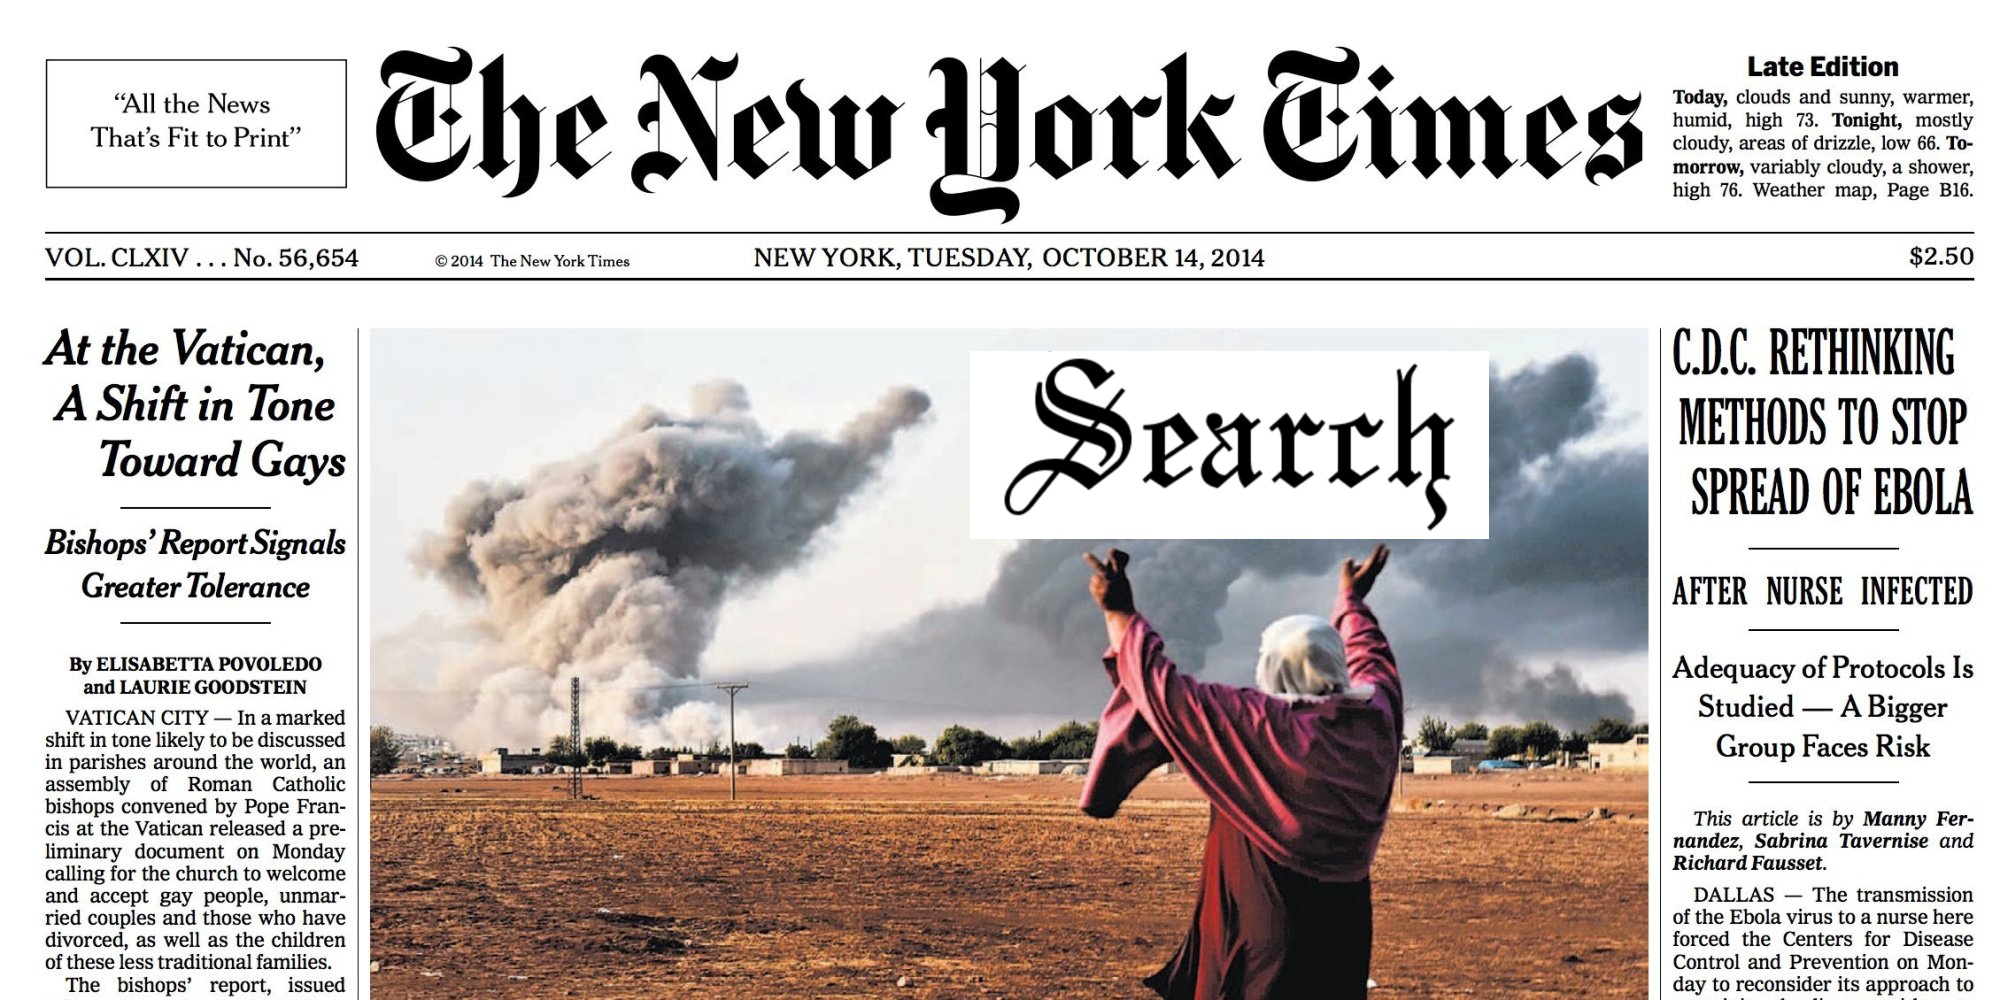 “All the News
That’s Fit to Print”
The New York Times
Late Edition
Today, clouds and sunny, warmer,
humid, high 73. Tonight, mostly
cloudy, areas of drizzle, low 66. To-
morrow, variably cloudy, a shower,
high 76. Weather map, Page B16.
VOL. CLXIV . . . No. 56,654
© 2014 The New York Times
NEW YORK, TUESDAY, OCTOBER 14, 2014
$2.50
At the Vatican,
A Shift in Tone
Toward Gays
Bishops’ Report Signals
Greater Tolerance
By ELISABETTA POVOLEDO
and LAURIE GOODSTEIN
VATICAN CITY — In a marked
shift in tone likely to be discussed
in parishes around the world, an
assembly of Roman Catholic
bishops convened by Pope Fran-
cis at the Vatican released a pre-
liminary document on Monday
calling for the church to welcome
and accept gay people, unmar-
ried couples and those who have
divorced, as well as the children
of these less traditional families.
The bishops’ report, issued
Search
C.D.C. RETHINKING
METHODS TO STOP
SPREAD OF EBOLA
AFTER NURSE INFECTED
Adequacy of Protocols Is
Studied — A Bigger
Group Faces Risk
This article is by Manny Fer-
nandez, Sabrina Tavernise and
Richard Fausset.
DALLAS — The transmission
of the Ebola virus to a nurse here
forced the Centers for Disease
Control and Prevention on Mon-
day to reconsider its approach to